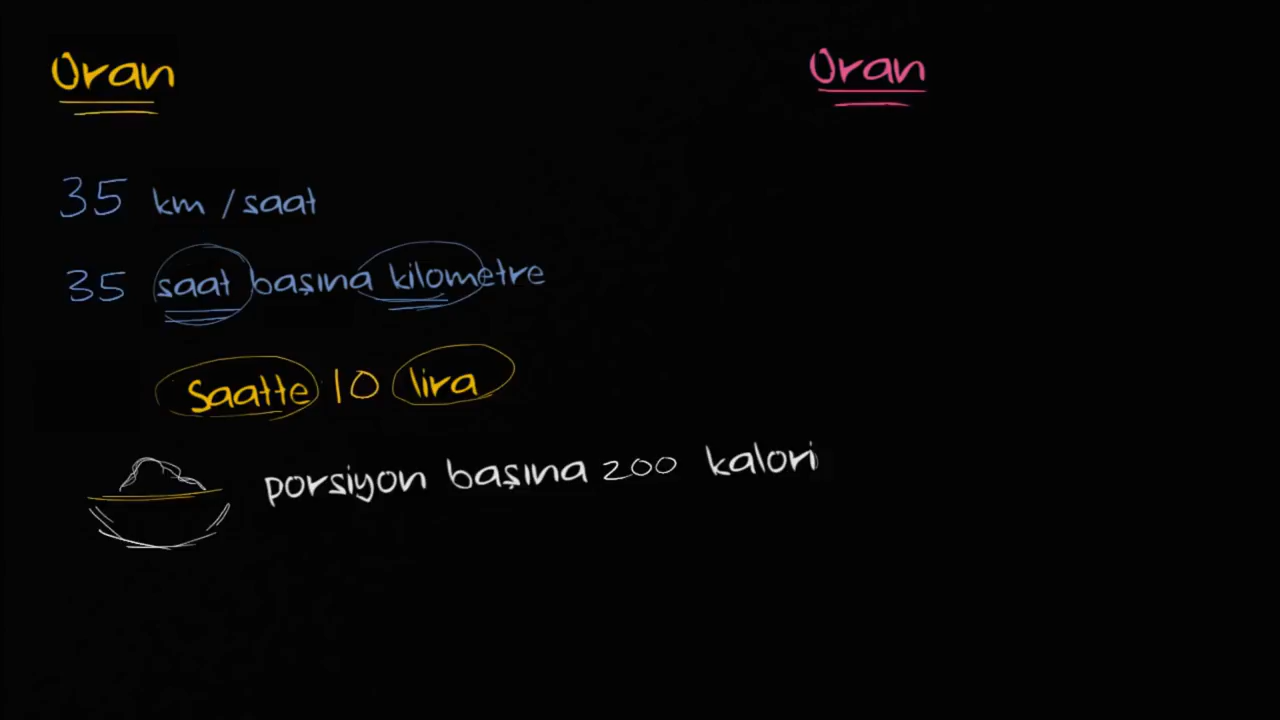 Oran
Oran
35 km/saat
35 saat başına kilometre
Saatte 10 lira
porsiyon başına 200 kalori